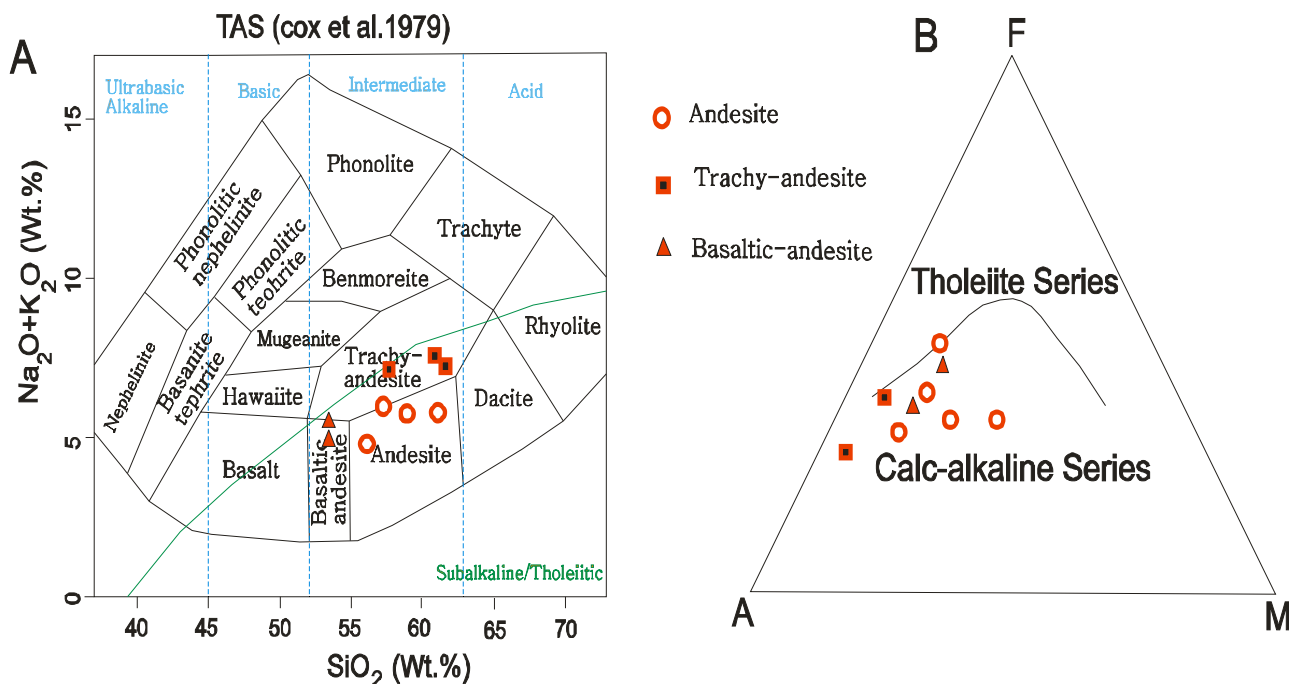 TAS (cox et al.1979)
A
Ultrabasic
Alkaline
Basic
Intermediate
Acid
Na2O+K2O (Wt.%)
15
10
5
0
Phonolite
Trachyte
Phonolitic
nephelinite
Phonolitic
teohrite
Benmoreite
Rhyolite
Mugeanite
Nephelinite
Basanite
tephrite
Trachy-
andesite
Hawaiite
Dacite
Basalt
Basaltic
andesite
Andesite
Subalkaline/Tholeiitic
40
45
50
55
60
65
70
SiO2 (Wt.%)
B
F
Andesite
Trachy-andesite
Basaltic-andesite
Tholeiite Series
Calc-alkaline Series
A
M